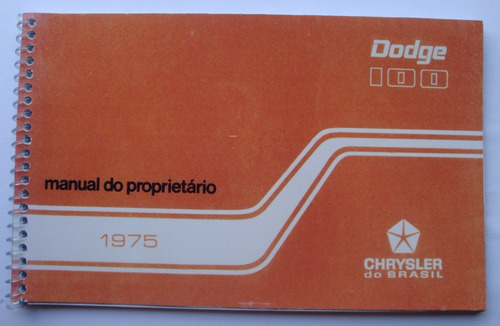 Dodge
100
manual do proprietário
1975
CHRYSLER
do BRASIL